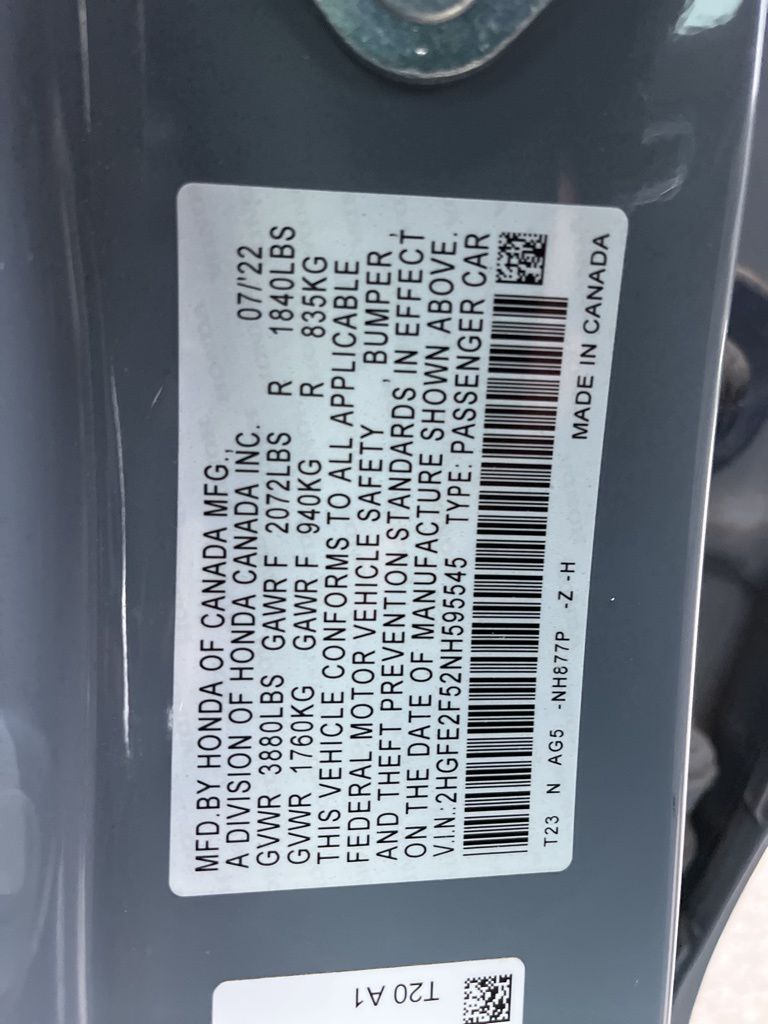 MFD.BY HONDA OF CANADA MFG.,
A DIVISION OF HONDA CANADA INC. 07/'22
GVWR 3880LBS GAWR F 2072LBS R 1840LBS
GVWR 1760KG GAWR F 940KG R 835KG
THIS VEHICLE CONFORMS TO ALL APPLICABLE
FEDERAL MOTOR VEHICLE SAFETY, BUMPER,
AND THEFT PREVENTION STANDARDS, IN EFFECT
ON THE DATE OF MANUFACTURE SHOWN ABOVE.
V.I.N.:2HGFE2F52NH595545 TYPE: PASSENGER CAR
MADE IN CANADA
T23 N AG5 -NH877P -Z -H
T20 A1